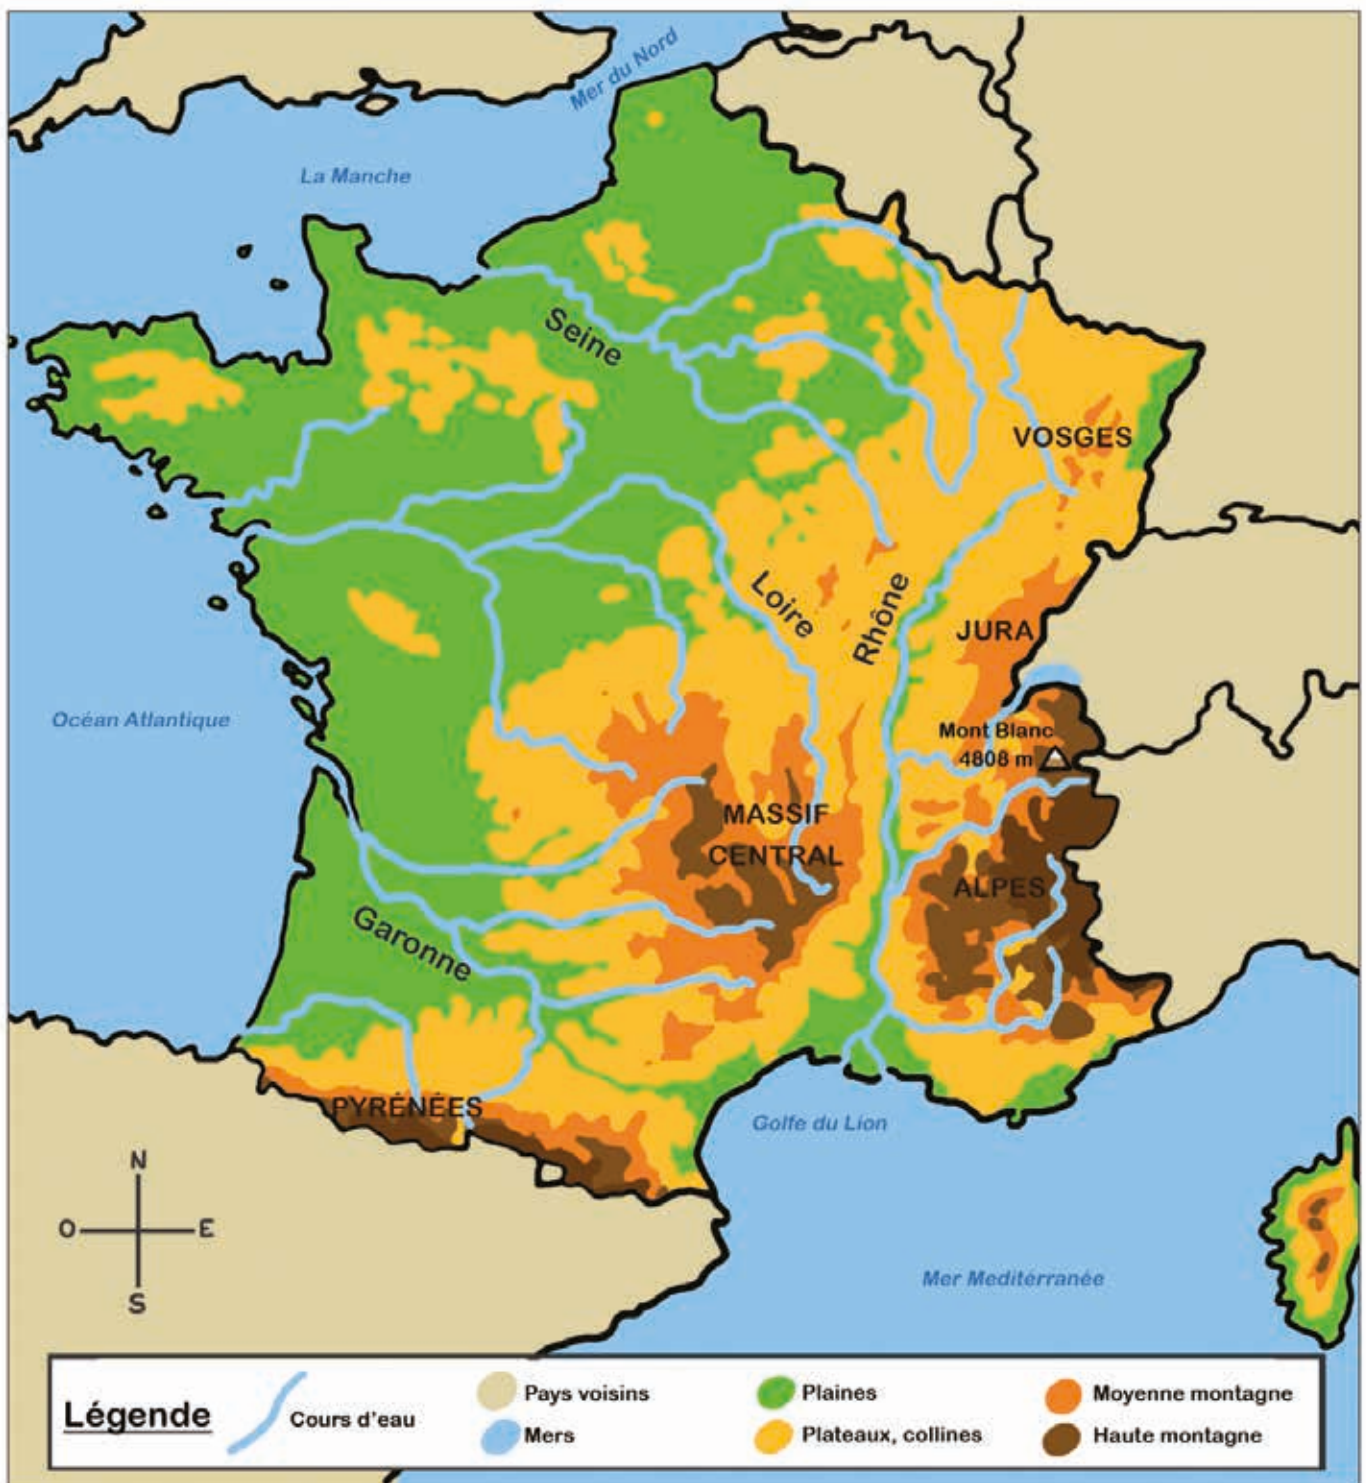 Mer du Nord
La Manche
Seine
VOSGES
Loire
Rhône
JURA
Océan Atlantique
Mont Blanc
4808 m
MASSIF
CENTRAL
ALPES
Garonne
PYRÉNÉES
Golfe du Lion
N
O
E
S
Mer Mediterranée
Légende
Cours d'eau
Pays voisins
Mers
Plaines
Plateaux, collines
Moyenne montagne
Haute montagne